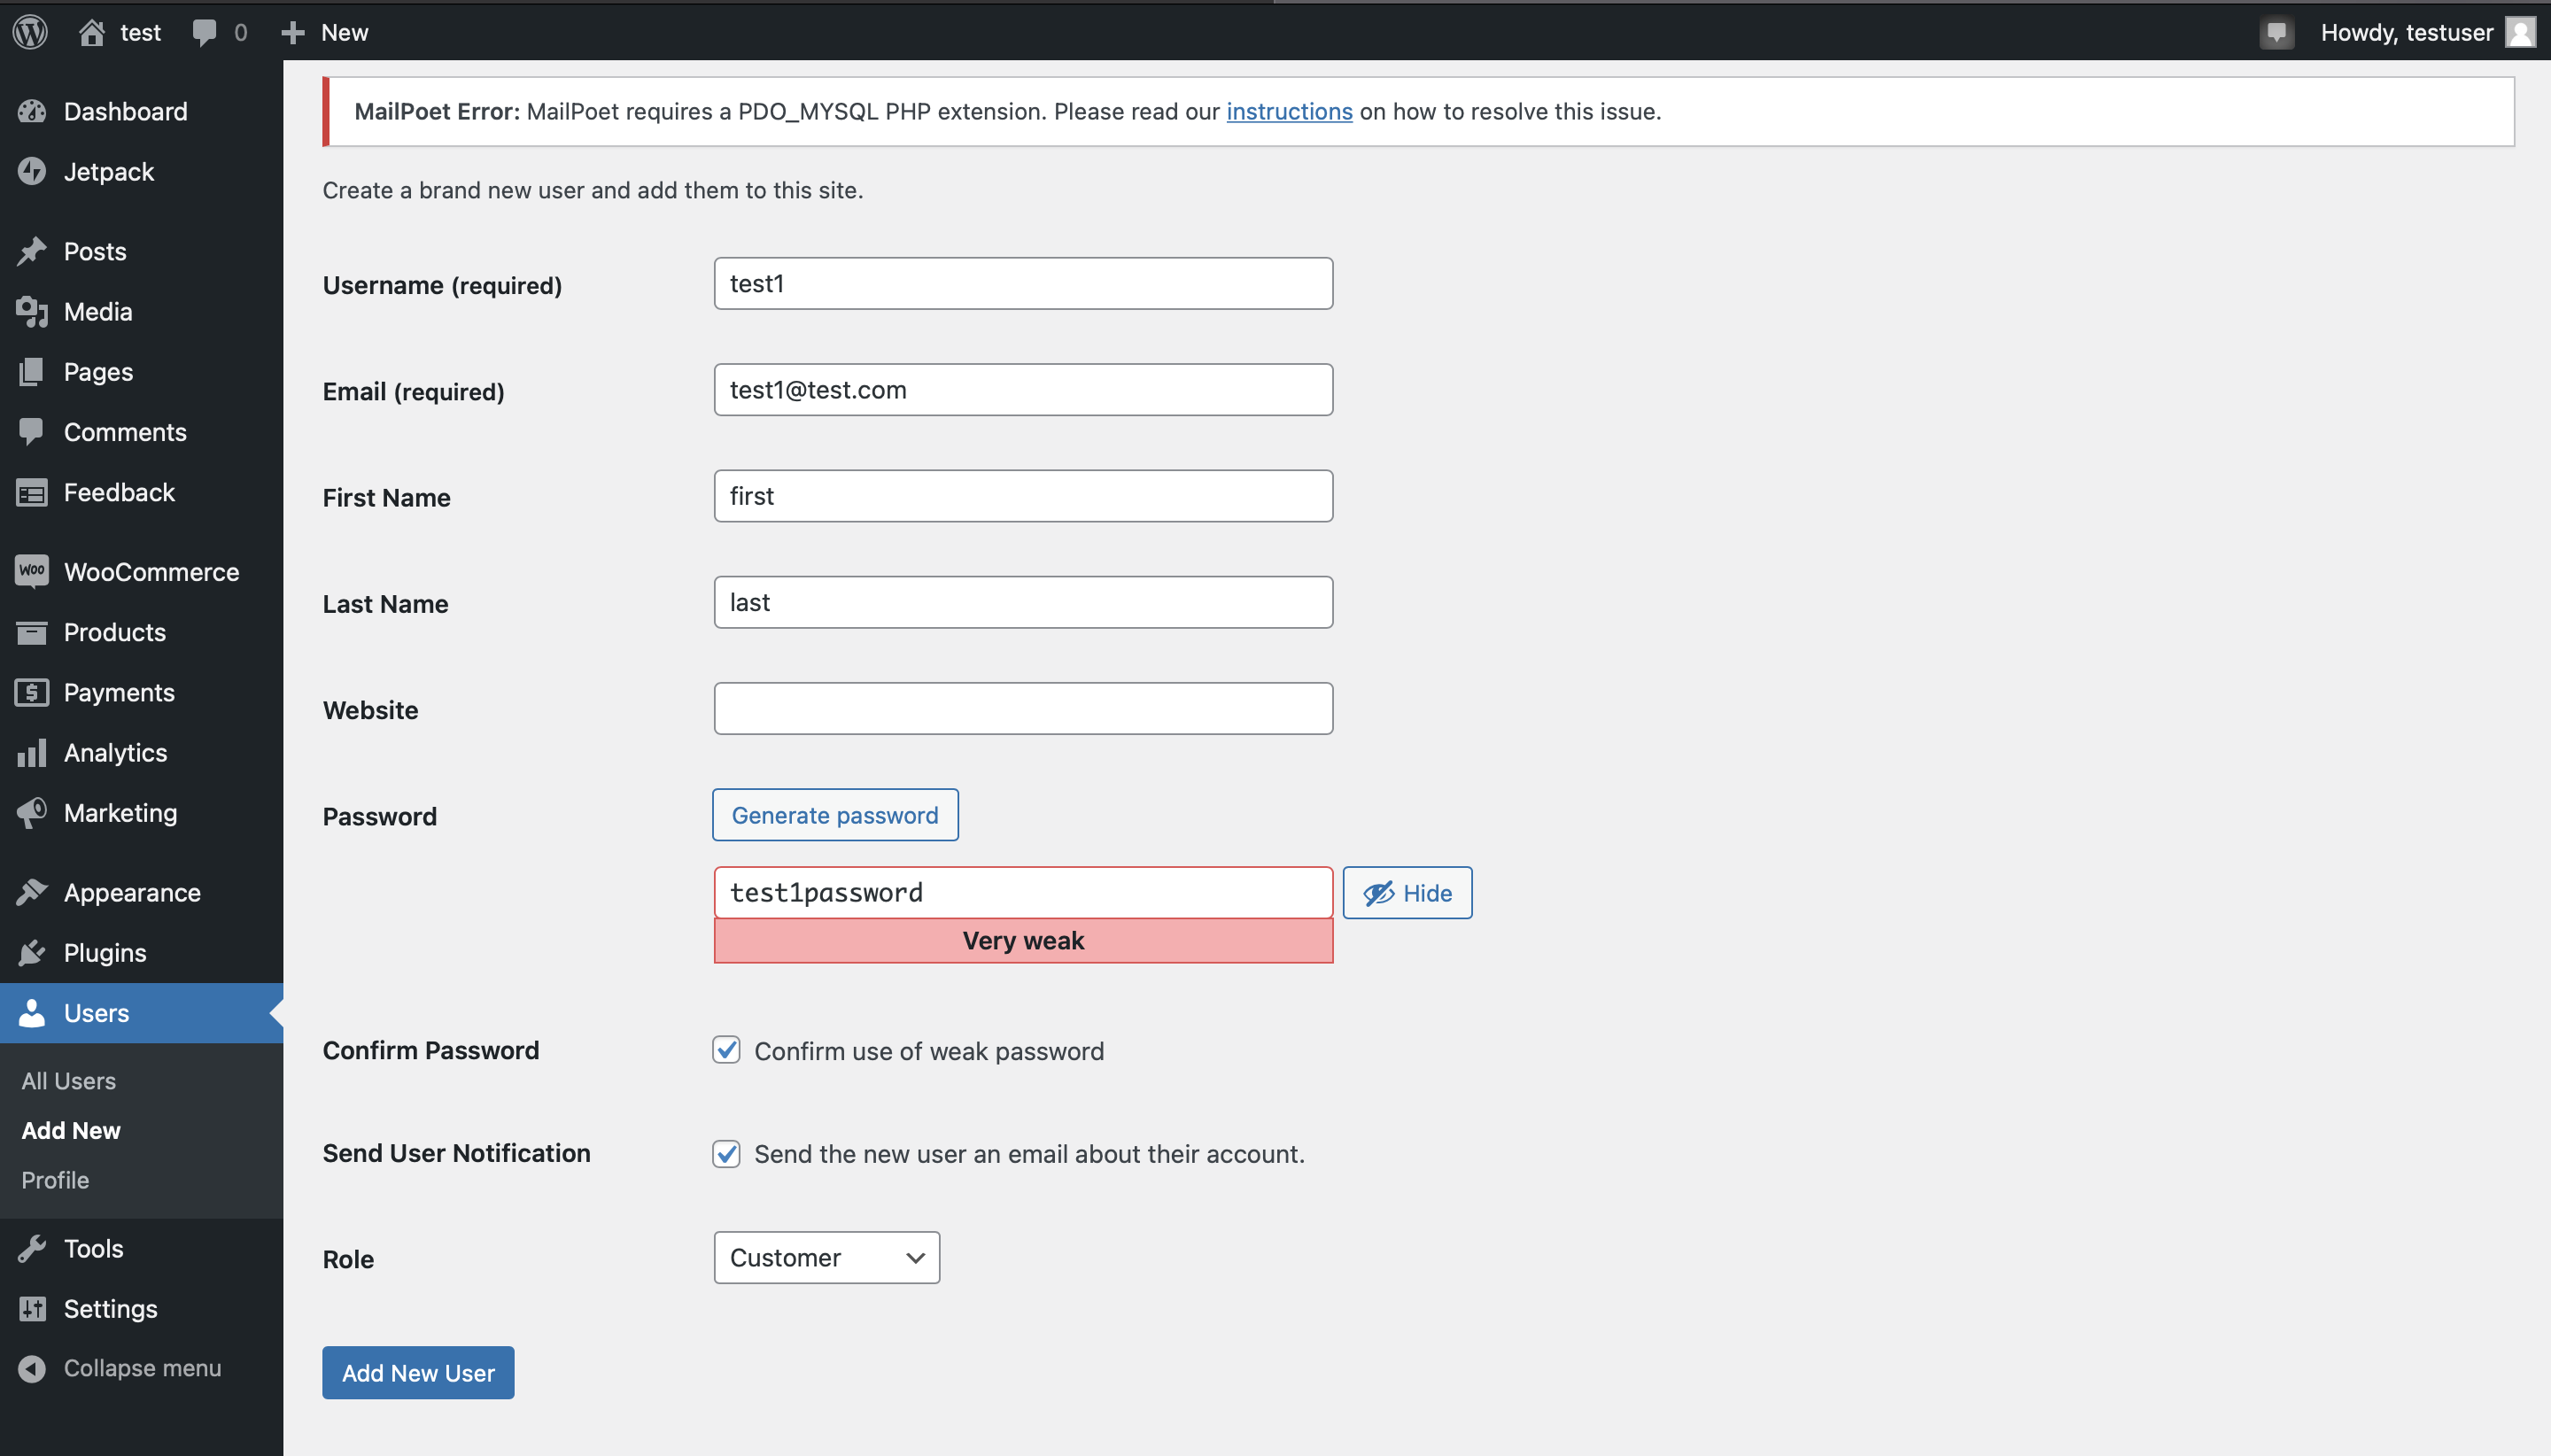 test 0 New Howdy, testuser
Dashboard
Jetpack
Posts
Media
Pages
Comments
Feedback
WOO WooCommerce
Products
Payments
Analytics
Marketing
Appearance
Plugins
Users
All Users
Add New
Profile
Tools
Settings
Collapse menu
MailPoet Error: MailPoet requires a PDO_MYSQL PHP extension. Please read our instructions on how to resolve this issue.
Create a brand new user and add them to this site.
Username (required) test1
Email (required) test1@test.com
First Name first
Last Name last
Website
Password Generate password
test1password Hide
Very weak
Confirm Password Confirm use of weak password
Send User Notification Send the new user an email about their account.
Role Customer
Add New User